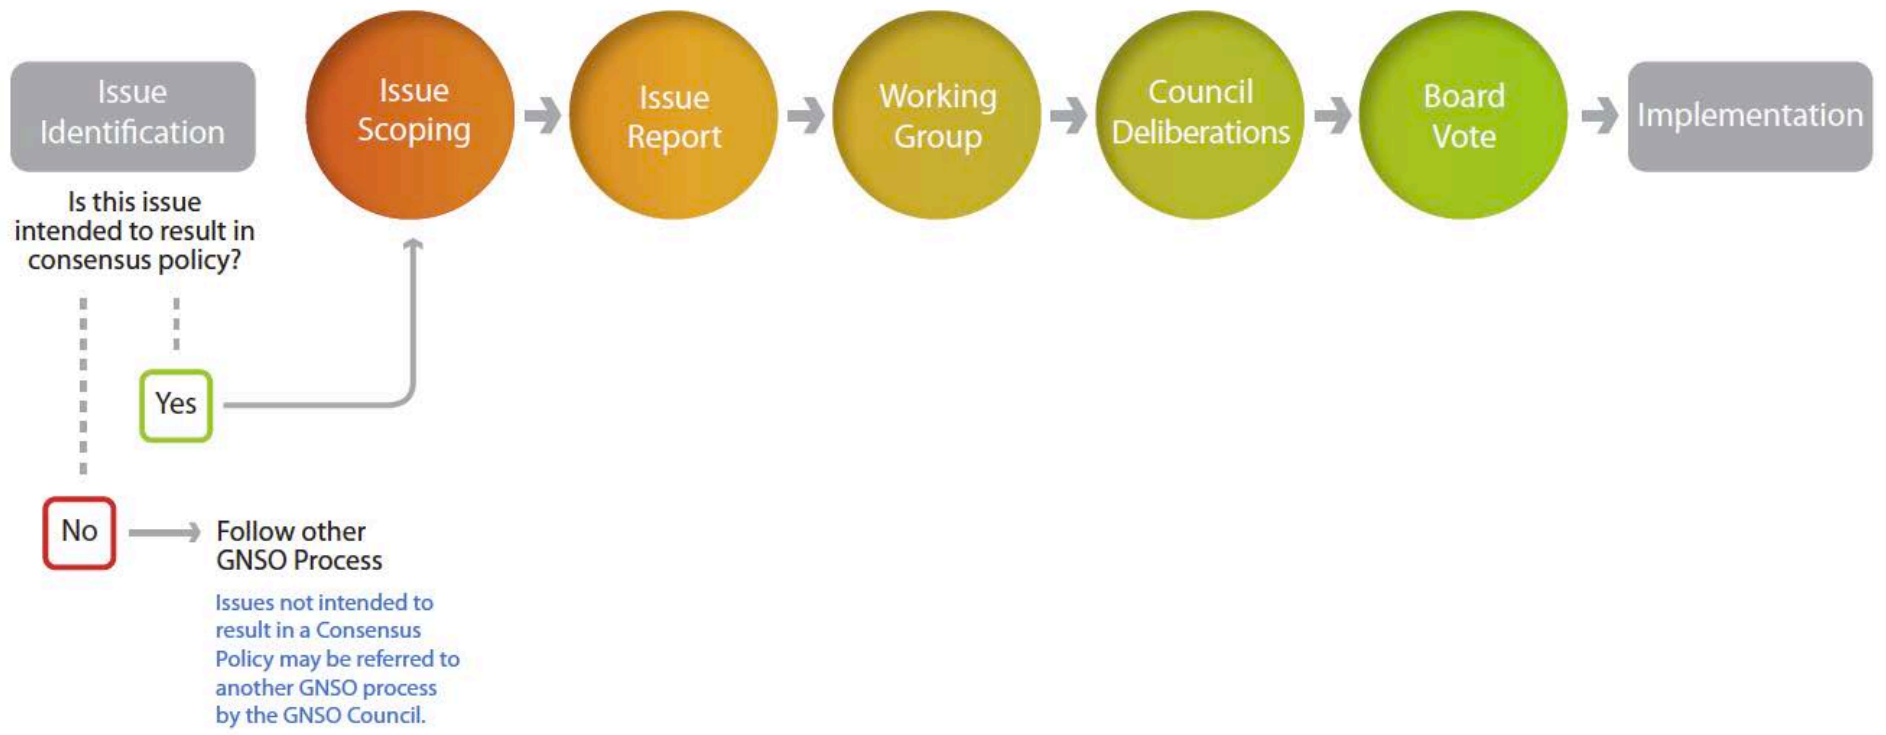 Issue
Identification
Is this issue
intended to result in
consensus policy?
Yes
No
Follow other
GNSO Process
Issues not intended to
result in a Consensus
Policy may be referred to
another GNSO process
by the GNSO Council.
Issue
Scoping
Issue
Report
Working
Group
Council
Deliberations
Board
Vote
Implementation